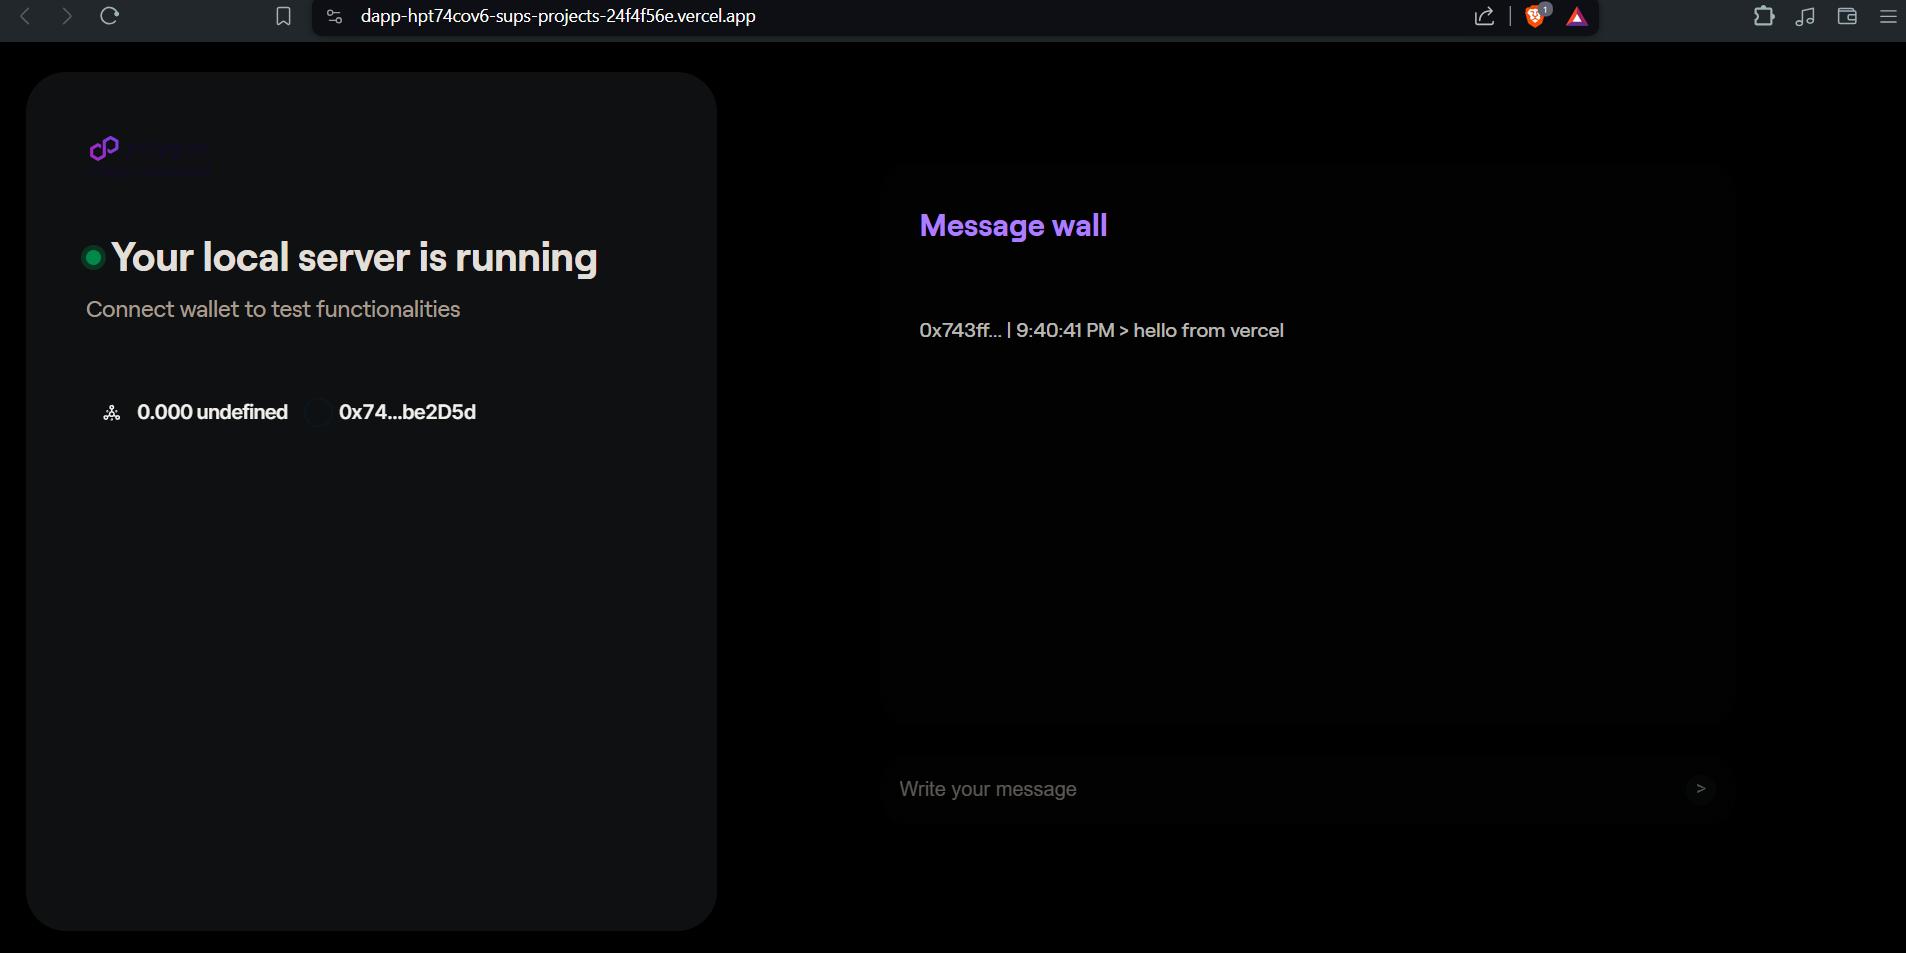 dapp-hpt74cov6-sups-projects-24f4f56e.vercel.app
1
Your local server is running
Connect wallet to test functionalities
0.000 undefined 0x74...be2D5d
Message wall
0x743ff... | 9:40:41 PM > hello from vercel
Write your message >